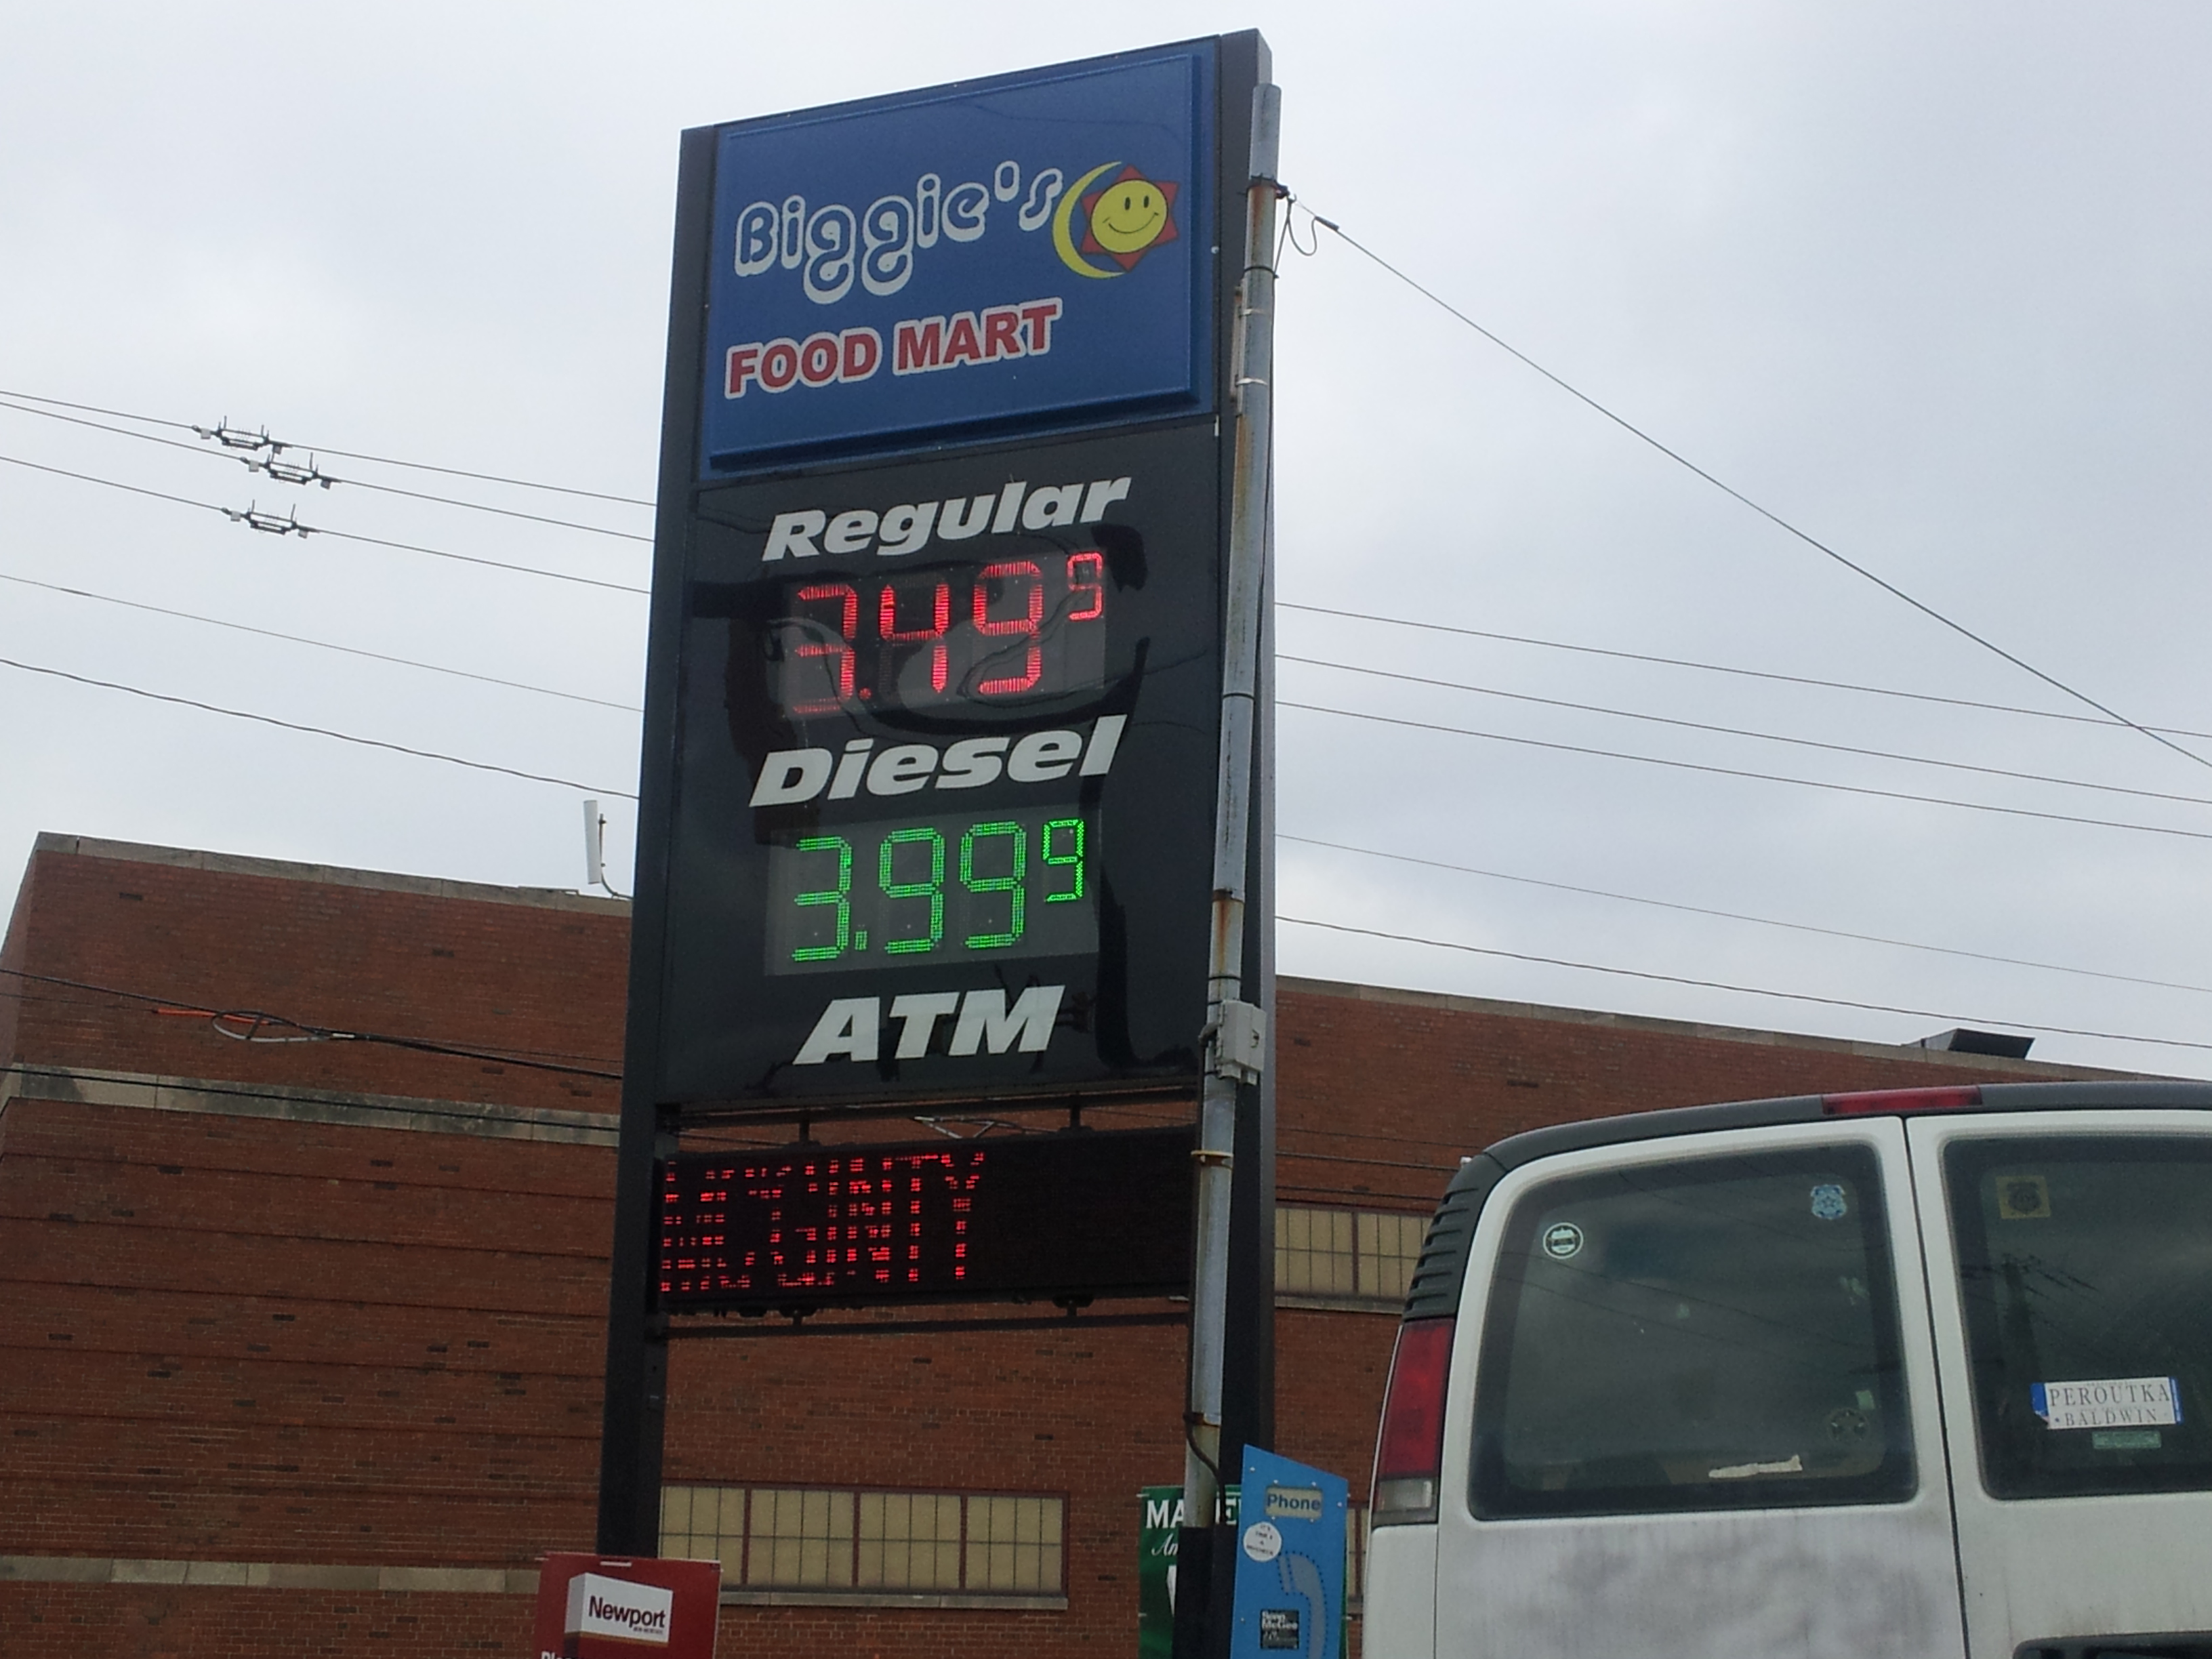 Biggie's
FOOD MART
Regular
3.49 9
Diesel
3.99 9
ATM
PEROUTKA
BALDWIN
Phone
Newport